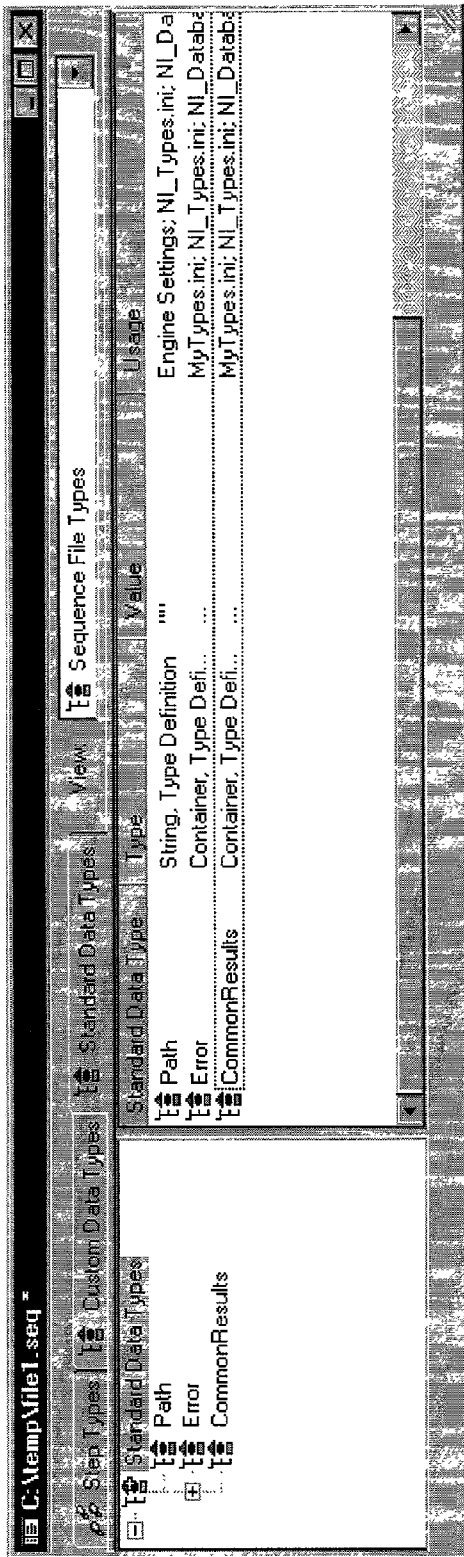 C:\temp\file1.seq *
Step Types Custom Data Types Standard Data Types View: Sequence File Types
Standard Data Types
Path
Error
CommonResults
Standard Data Type Type Value Usage
Path String, Type Definition "" Engine Settings; NI_Types.ini; NI_Da
Error Container, Type Defi... ... MyTypes.ini; NI_Types.ini; NI_Databa
CommonResults Container, Type Defi... ... MyTypes.ini; NI_Types.ini; NI_Databa